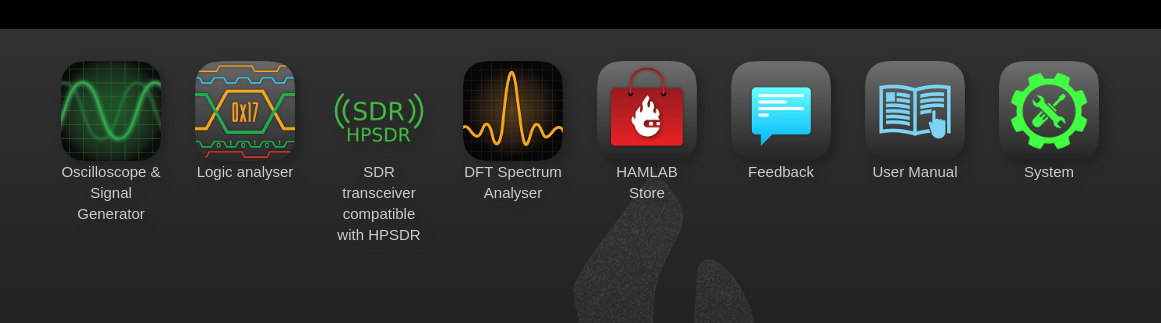 0x17
((SDR))
HPSDR
Oscilloscope &
Signal
Generator
Logic analyser
SDR
transceiver
compatible
with HPSDR
DFT Spectrum
Analyser
HAMLAB
Store
Feedback
User Manual
System